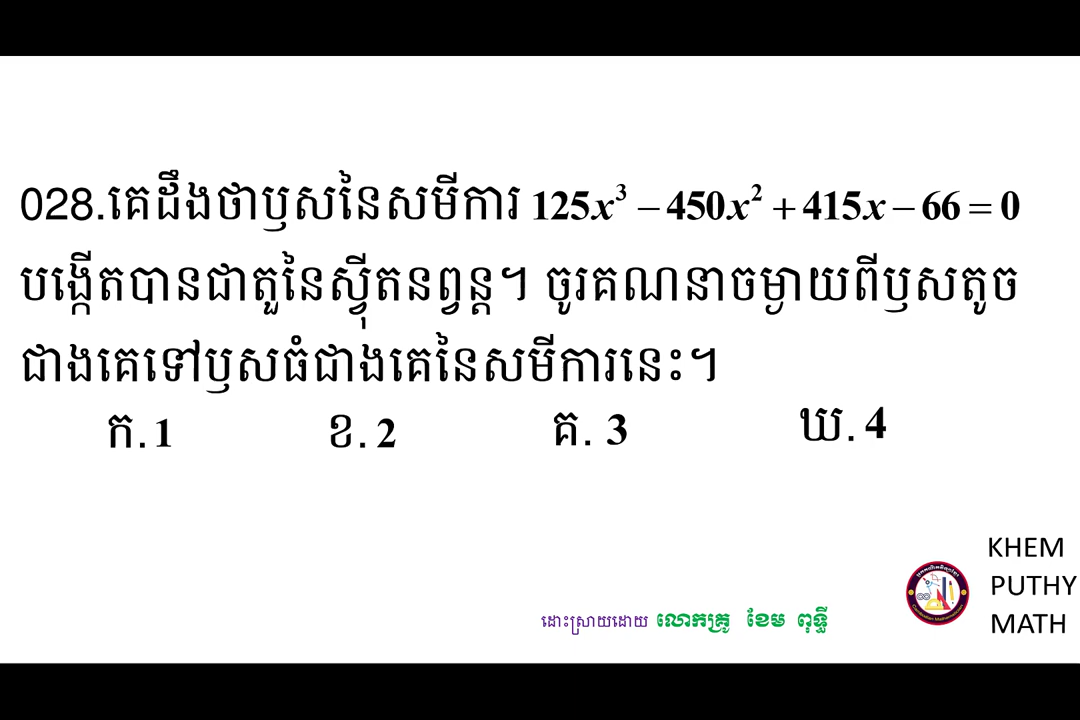 028.គេដឹងថាឫសនៃសមីការ 125x³ − 450x² + 415x − 66 = 0
បង្កើតបានជាតួនៃស្វ៊ីតនព្វន្ត។ ចូរគណនាចម្ងាយពីឫសតូច
ជាងគេទៅឫសធំជាងគេនៃសមីការនេះ។
ក. 1 ខ. 2 គ. 3 ឃ. 4
KHEM
PUTHY
MATH
ដោះស្រាយដោយ លោកគ្រូ ខែម ពុទ្ធី